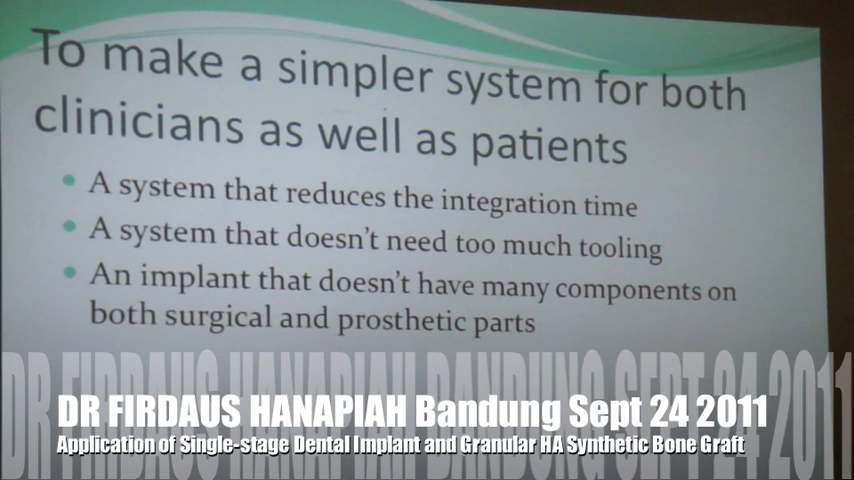 To make a simpler system for both
clinicians as well as patients
A system that reduces the integration time
A system that doesn't need too much tooling
An implant that doesn't have many components on
both surgical and prosthetic parts
DR FIRDAUS HANAPIAH BANDUNG SEPT 24 2011
DR FIRDAUS HANAPIAH Bandung Sept 24 2011
Application of Single-stage Dental Implant and Granular HA Synthetic Bone Graft